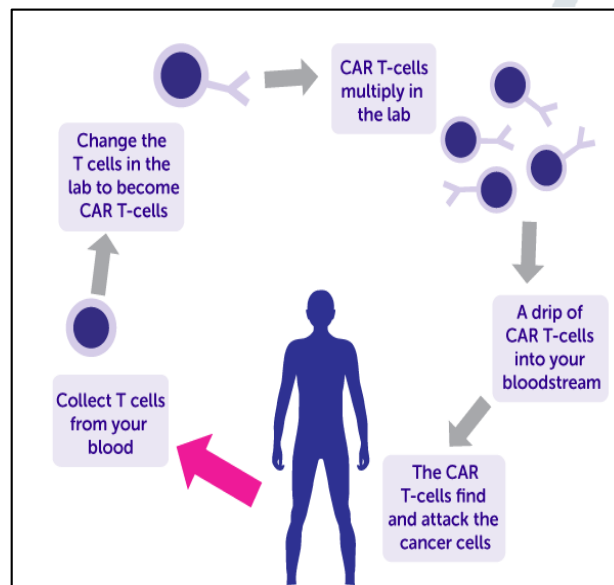 Collect T cells
from your
blood
Change the
T cells in the
lab to become
CAR T-cells
CAR T-cells
multiply in
the lab
A drip of
CAR T-cells
into your
bloodstream
The CAR
T-cells find
and attack the
cancer cells